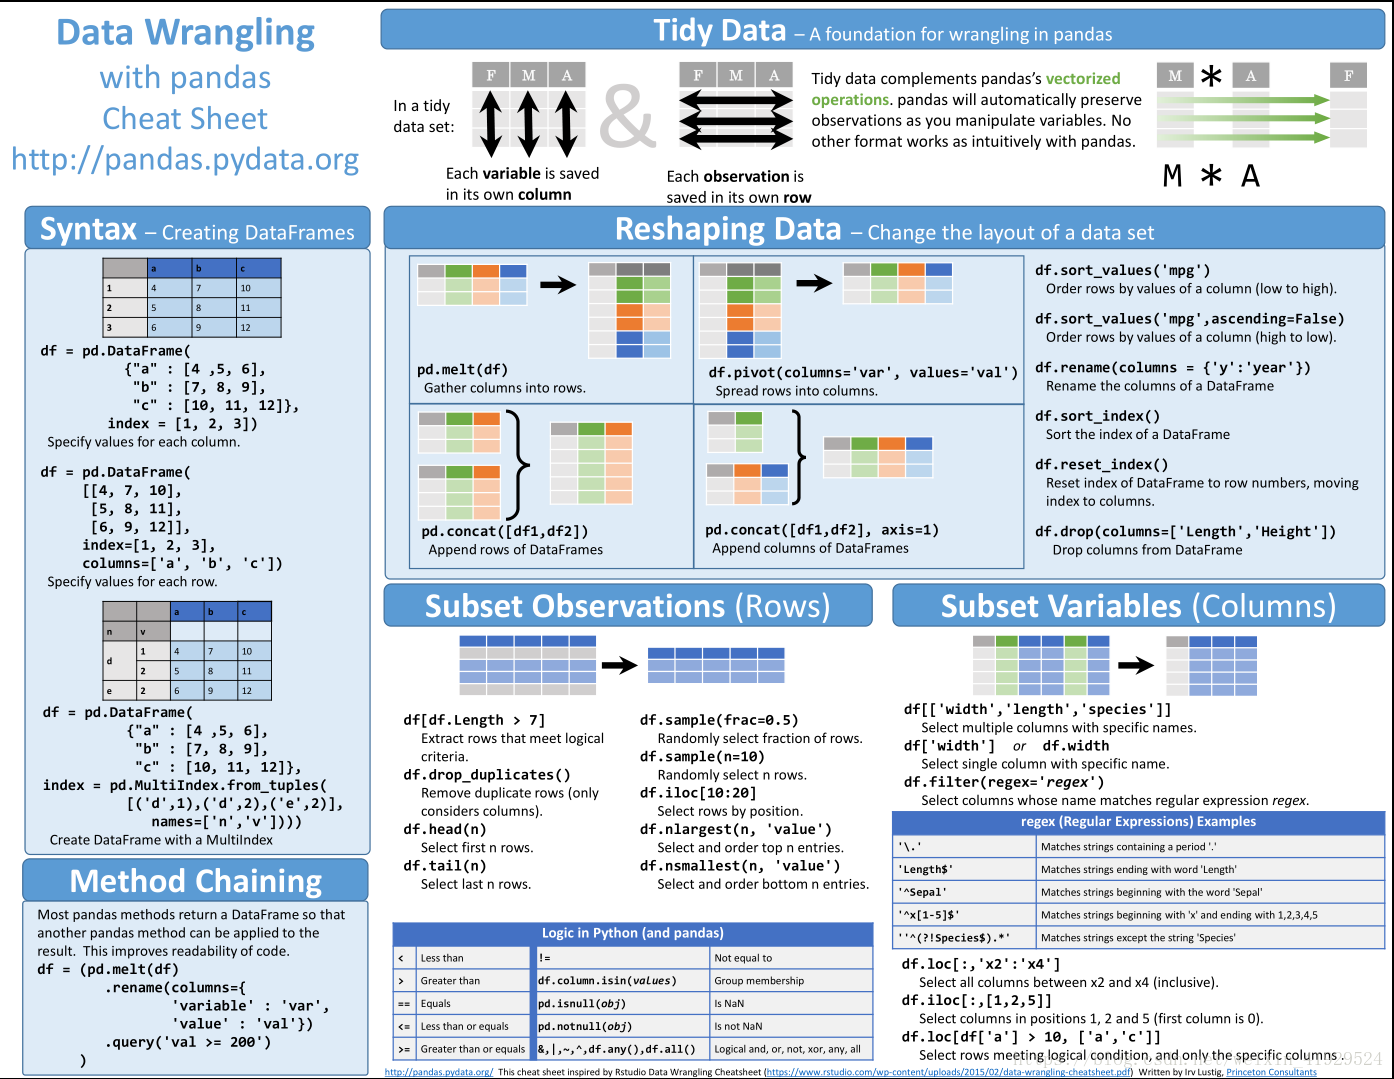 Data Wrangling
with pandas
Cheat Sheet
http://pandas.pydata.org
Tidy Data – A foundation for wrangling in pandas
In a tidy
data set:
F M A
Each variable is saved
in its own column
&
F M A
Each observation is
saved in its own row
Tidy data complements pandas's vectorized
operations. pandas will automatically preserve
observations as you manipulate variables. No
other format works as intuitively with pandas.
M * A F
M * A
Syntax – Creating DataFrames
a b c
1 4 7 10
2 5 8 11
3 6 9 12
df = pd.DataFrame(
{"a" : [4 ,5, 6],
"b" : [7, 8, 9],
"c" : [10, 11, 12]},
index = [1, 2, 3])
Specify values for each column.
df = pd.DataFrame(
[[4, 7, 10],
[5, 8, 11],
[6, 9, 12]],
index=[1, 2, 3],
columns=['a', 'b', 'c'])
Specify values for each row.
a b c
n v
d 1 4 7 10
2 5 8 11
e 2 6 9 12
df = pd.DataFrame(
{"a" : [4 ,5, 6],
"b" : [7, 8, 9],
"c" : [10, 11, 12]},
index = pd.MultiIndex.from_tuples(
[('d',1),('d',2),('e',2)],
names=['n','v'])))
Create DataFrame with a MultiIndex
Method Chaining
Most pandas methods return a DataFrame so that
another pandas method can be applied to the
result. This improves readability of code.
df = (pd.melt(df)
.rename(columns={
'variable' : 'var',
'value' : 'val'})
.query('val >= 200')
)
Reshaping Data – Change the layout of a data set
pd.melt(df)
Gather columns into rows.
df.pivot(columns='var', values='val')
Spread rows into columns.
pd.concat([df1,df2])
Append rows of DataFrames
pd.concat([df1,df2], axis=1)
Append columns of DataFrames
df.sort_values('mpg')
Order rows by values of a column (low to high).
df.sort_values('mpg',ascending=False)
Order rows by values of a column (high to low).
df.rename(columns = {'y':'year'})
Rename the columns of a DataFrame
df.sort_index()
Sort the index of a DataFrame
df.reset_index()
Reset index of DataFrame to row numbers, moving
index to columns.
df.drop(columns=['Length','Height'])
Drop columns from DataFrame
Subset Observations (Rows)
df[df.Length > 7]
Extract rows that meet logical
criteria.
df.drop_duplicates()
Remove duplicate rows (only
considers columns).
df.head(n)
Select first n rows.
df.tail(n)
Select last n rows.
df.sample(frac=0.5)
Randomly select fraction of rows.
df.sample(n=10)
Randomly select n rows.
df.iloc[10:20]
Select rows by position.
df.nlargest(n, 'value')
Select and order top n entries.
df.nsmallest(n, 'value')
Select and order bottom n entries.
Logic in Python (and pandas)
< Less than != Not equal to
> Greater than df.column.isin(values) Group membership
== Equals pd.isnull(obj) Is NaN
<= Less than or equals pd.notnull(obj) Is not NaN
>= Greater than or equals &,|,~,^,df.any(),df.all() Logical and, or, not, xor, any, all
Subset Variables (Columns)
df[['width','length','species']]
Select multiple columns with specific names.
df['width'] or df.width
Select single column with specific name.
df.filter(regex='regex')
Select columns whose name matches regular expression regex.
regex (Regular Expressions) Examples
'\.' Matches strings containing a period '.'
'Length$' Matches strings ending with word 'Length'
'^Sepal' Matches strings beginning with the word 'Sepal'
'^x[1-5]$' Matches strings beginning with 'x' and ending with 1,2,3,4,5
''^(?!Species$).*' Matches strings except the string 'Species'
df.loc[:,'x2':'x4']
Select all columns between x2 and x4 (inclusive).
df.iloc[:,[1,2,5]]
Select columns in positions 1, 2 and 5 (first column is 0).
df.loc[df['a'] > 10, ['a','c']]
Select rows meeting logical condition, and only the specific columns .
http://pandas.pydata.org/ This cheat sheet inspired by Rstudio Data Wrangling Cheatsheet (https://www.rstudio.com/wp-content/uploads/2015/02/data-wrangling-cheatsheet.pdf) Written by Irv Lustig, Princeton Consultants